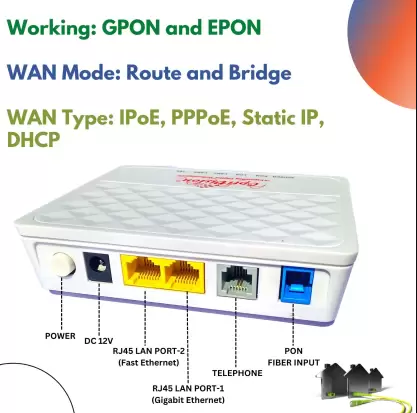 Working: GPON and EPON
WAN Mode: Route and Bridge
WAN Type: IPoE, PPPoE, Static IP,
DHCP
POWER
DC 12V
RJ45 LAN PORT-2
(Fast Ethernet)
RJ45 LAN PORT-1
(Gigabit Ethernet)
TELEPHONE
PON
FIBER INPUT